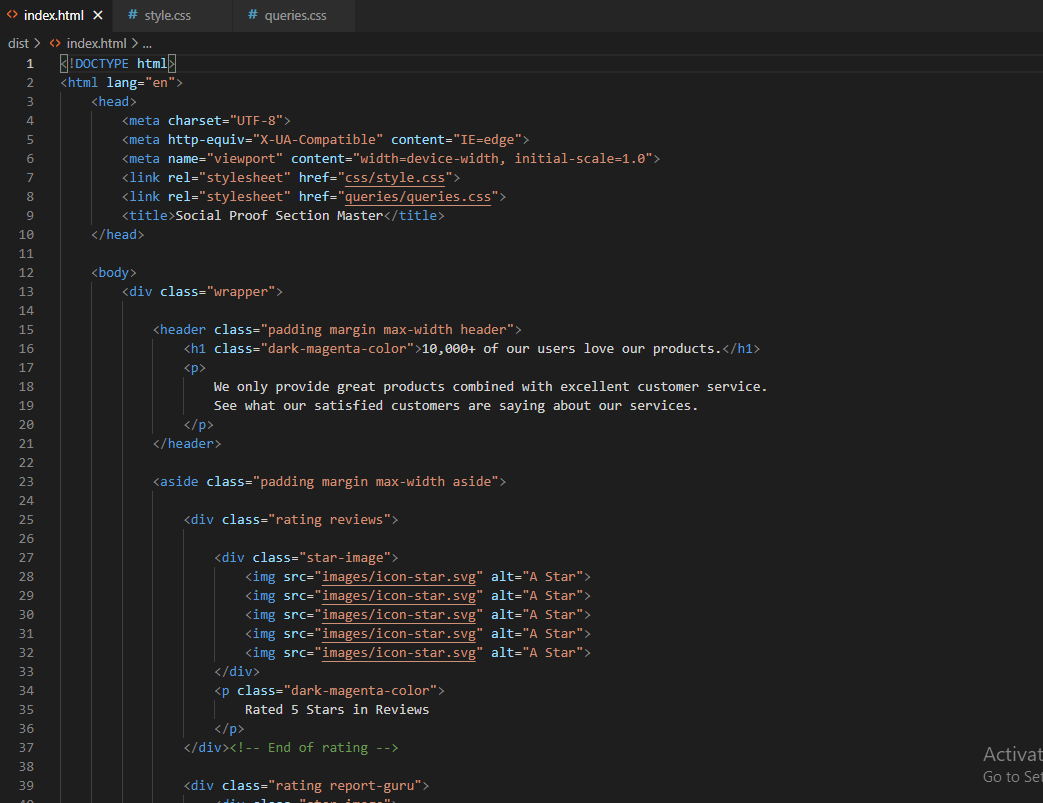 index.html
style.css
queries.css
dist > index.html > ...
1 <!DOCTYPE html>
2 <html lang="en">
3 <head>
4 <meta charset="UTF-8">
5 <meta http-equiv="X-UA-Compatible" content="IE=edge">
6 <meta name="viewport" content="width=device-width, initial-scale=1.0">
7 <link rel="stylesheet" href="css/style.css">
8 <link rel="stylesheet" href="queries/queries.css">
9 <title>Social Proof Section Master</title>
10 </head>
11
12 <body>
13 <div class="wrapper">
14
15 <header class="padding margin max-width header">
16 <h1 class="dark-magenta-color">10,000+ of our users love our products.</h1>
17 <p>
18 We only provide great products combined with excellent customer service.
19 See what our satisfied customers are saying about our services.
20 </p>
21 </header>
22
23 <aside class="padding margin max-width aside">
24
25 <div class="rating reviews">
26
27 <div class="star-image">
28 <img src="images/icon-star.svg" alt="A Star">
29 <img src="images/icon-star.svg" alt="A Star">
30 <img src="images/icon-star.svg" alt="A Star">
31 <img src="images/icon-star.svg" alt="A Star">
32 <img src="images/icon-star.svg" alt="A Star">
33 </div>
34 <p class="dark-magenta-color">
35 Rated 5 Stars in Reviews
36 </p>
37 </div><!-- End of rating -->
38
39 <div class="rating report-guru">
Activat
Go to Set